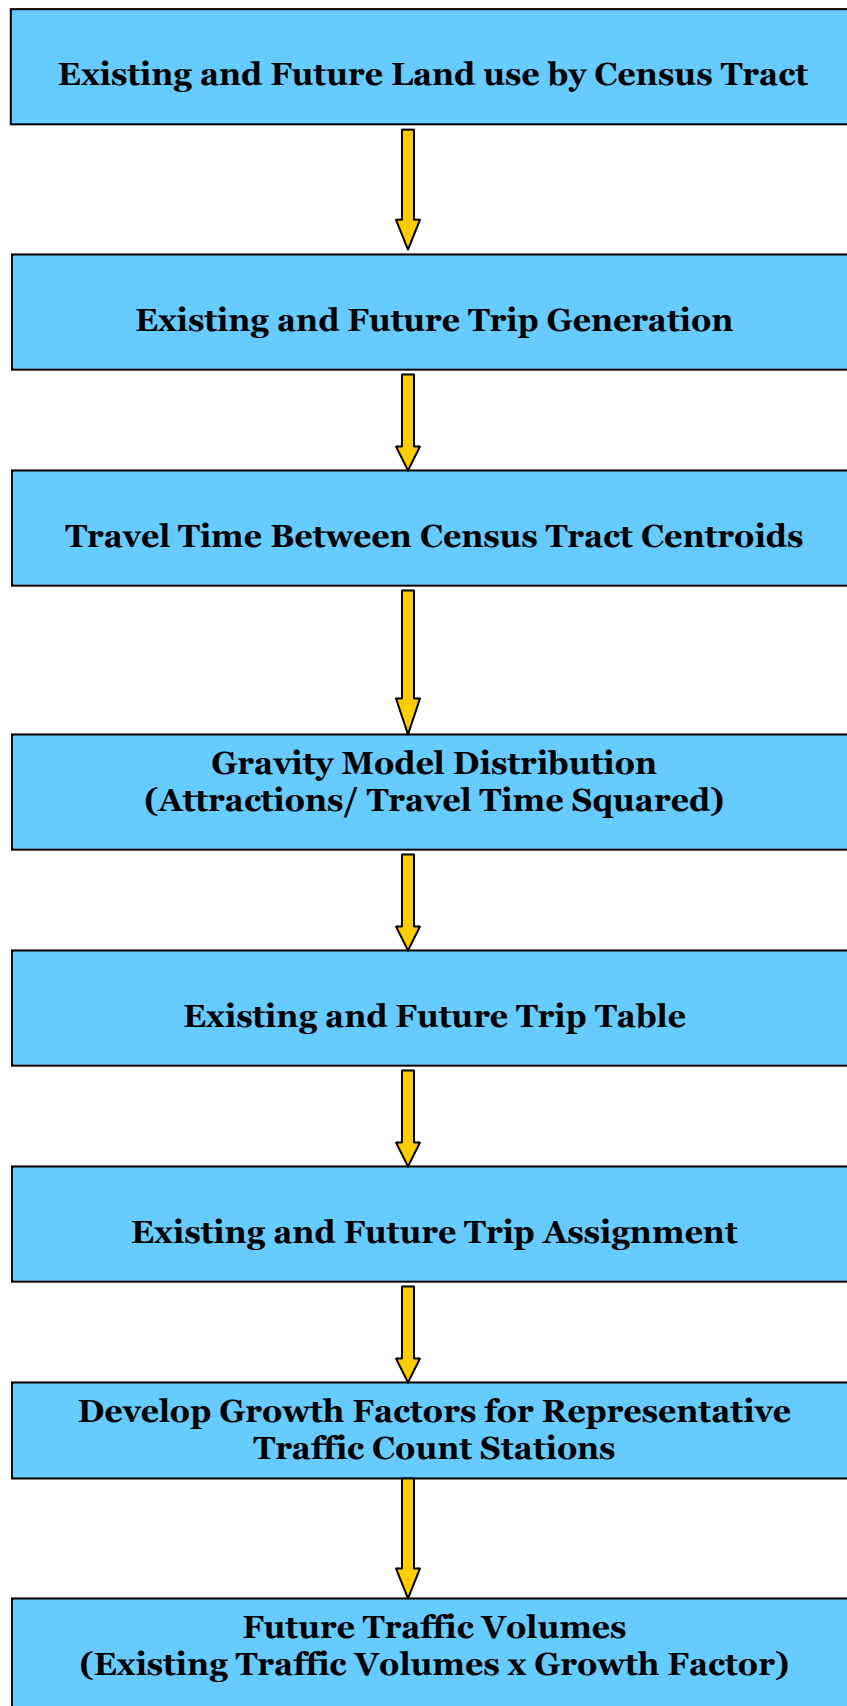 Existing and Future Land use by Census Tract
Existing and Future Trip Generation
Travel Time Between Census Tract Centroids
Gravity Model Distribution
(Attractions/ Travel Time Squared)
Existing and Future Trip Table
Existing and Future Trip Assignment
Develop Growth Factors for Representative
Traffic Count Stations
Future Traffic Volumes
(Existing Traffic Volumes x Growth Factor)